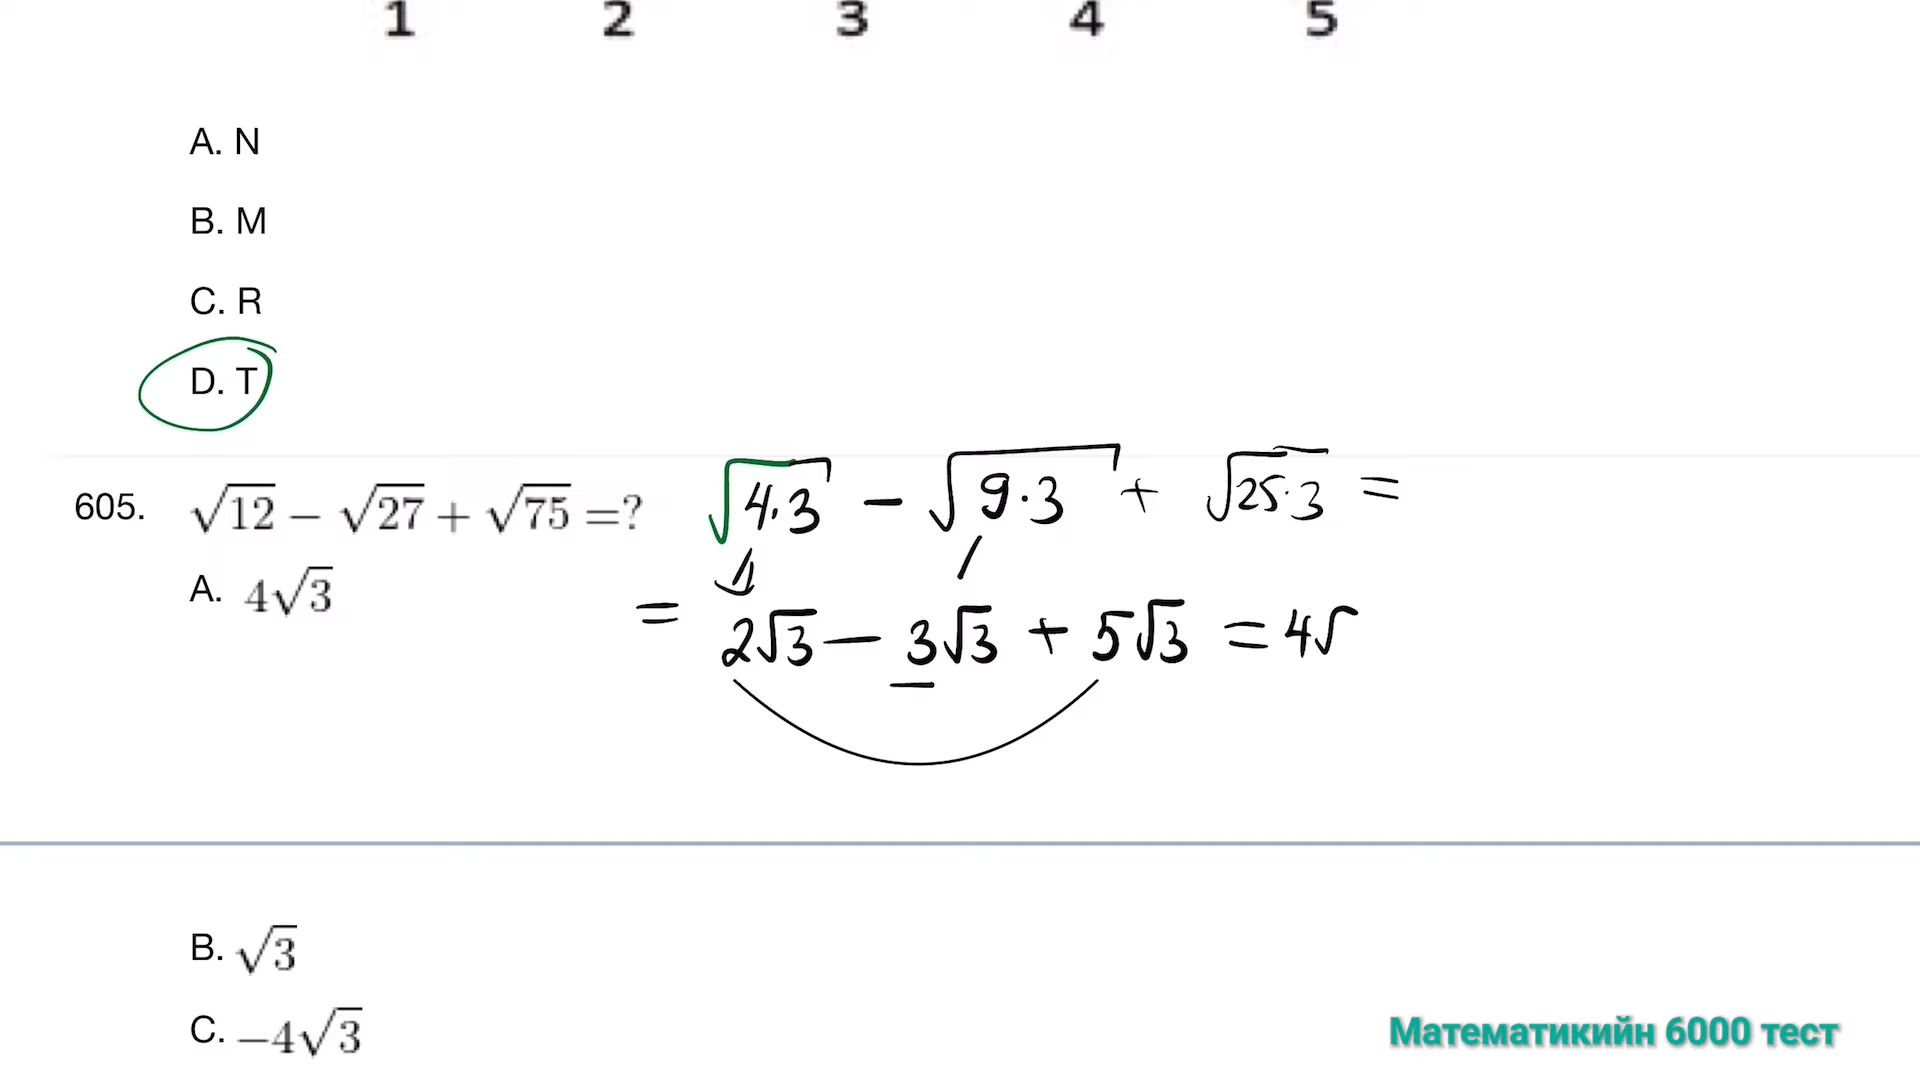 1 2 3 4 5
A. N
B. M
C. R
D. T
605. √12 − √27 + √75 =? √4·3 − √9·3 + √25·3 =
A. 4√3
= 2√3 − 3√3 + 5√3 = 4√
B. √3
C. −4√3
Математикийн 6000 тест